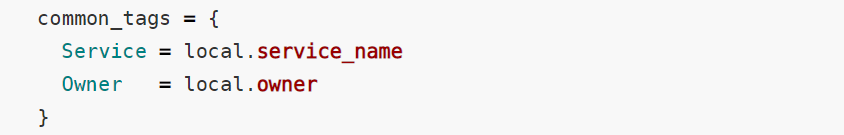 common_tags = {
  Service = local.service_name
  Owner   = local.owner
}